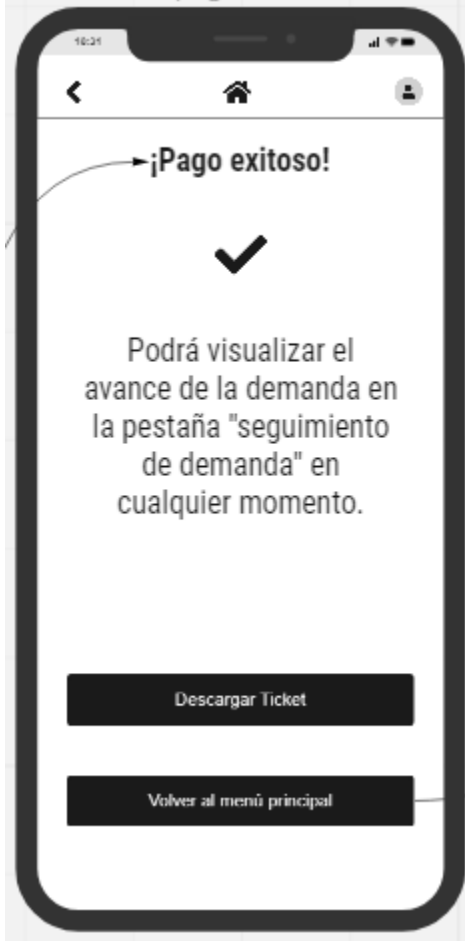 10:21
¡Pago exitoso!
Podrá visualizar el
avance de la demanda en
la pestaña "seguimiento
de demanda" en
cualquier momento.
Descargar Ticket
Volver al menú principal